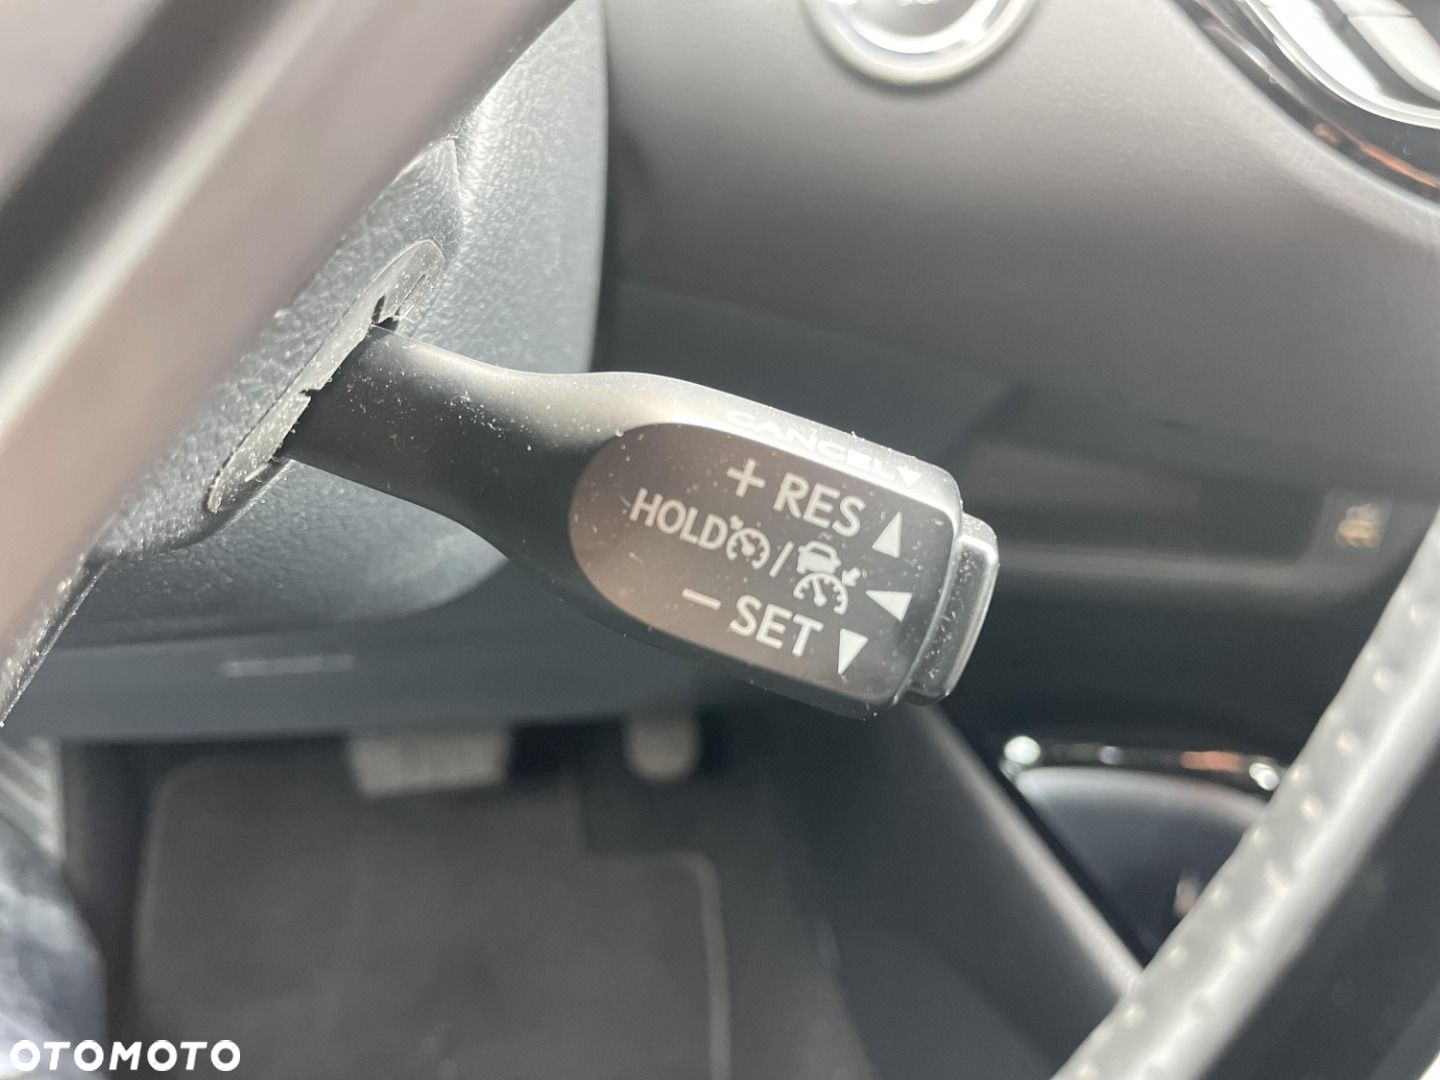 CANCEL
+ RES
HOLD /
- SET
OTOMOTO